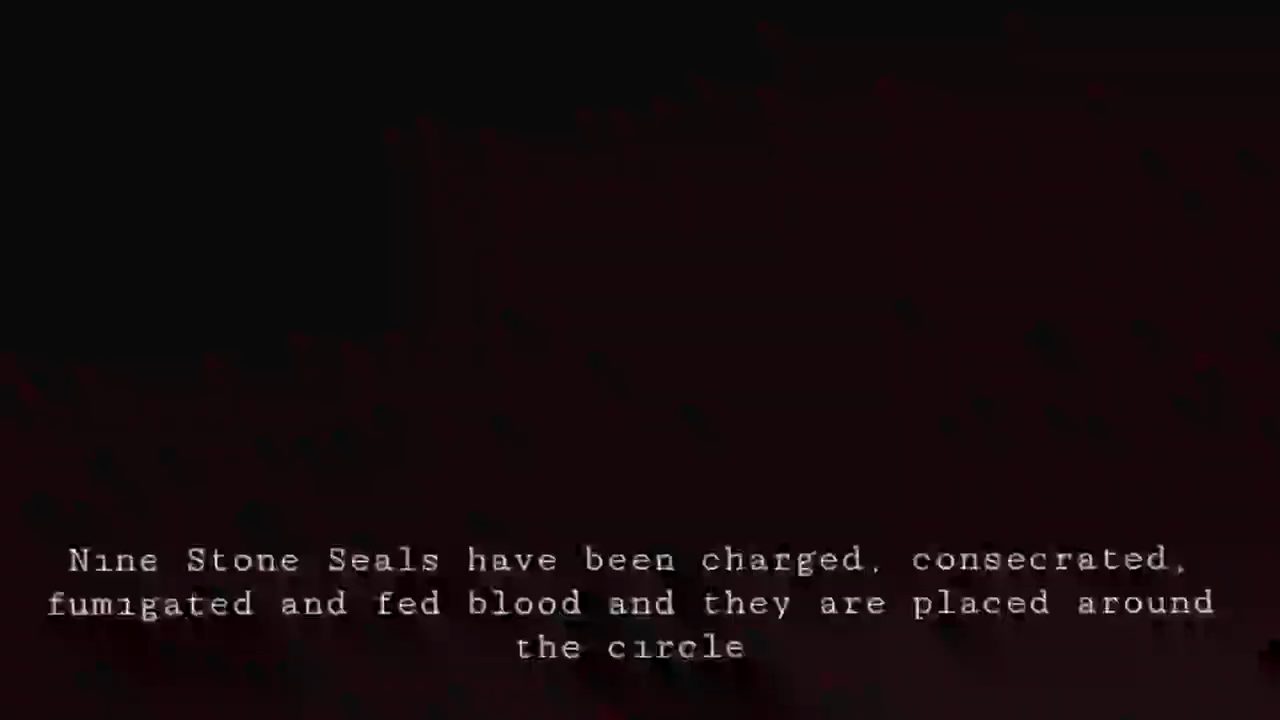 Nine Stone Seals have been charged, consecrated,
fumigated and fed blood and they are placed around
the circle